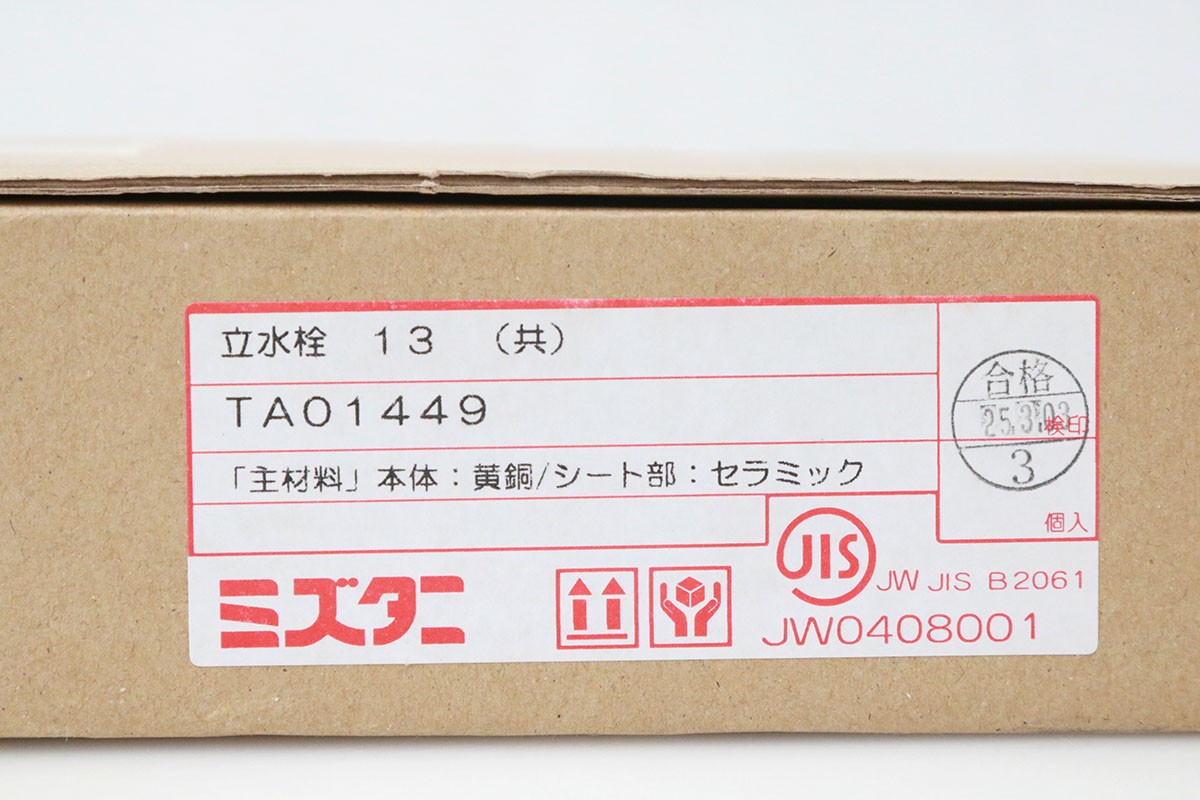 立水栓 13 (共)
TA01449
「主材料」本体：黄銅/シート部：セラミック
合格
25.3.03
検印
3
個入
ミズタニ
JIS
JW JIS B2061
JW0408001